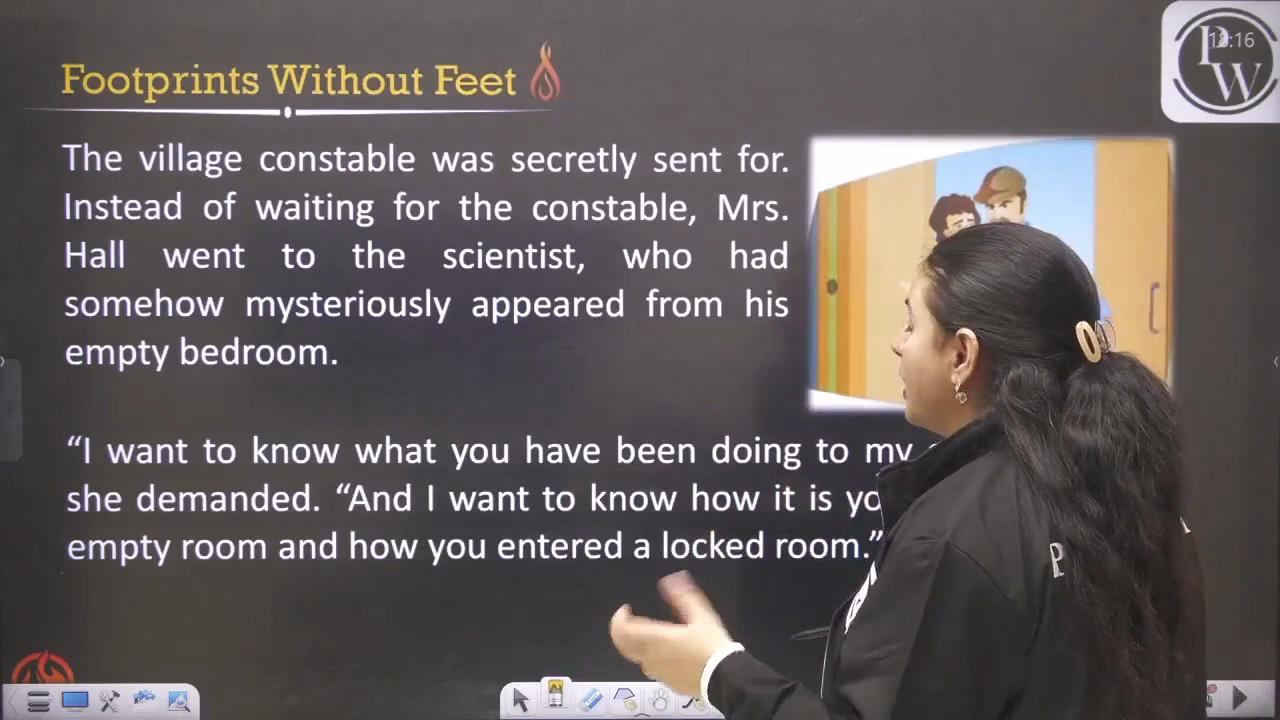 18:16
PW
Footprints Without Feet
The village constable was secretly sent for.
Instead of waiting for the constable, Mrs.
Hall went to the scientist, who had
somehow mysteriously appeared from his
empty bedroom.
“I want to know what you have been doing to my
she demanded. “And I want to know how it is
empty room and how you entered a locked room.”
P